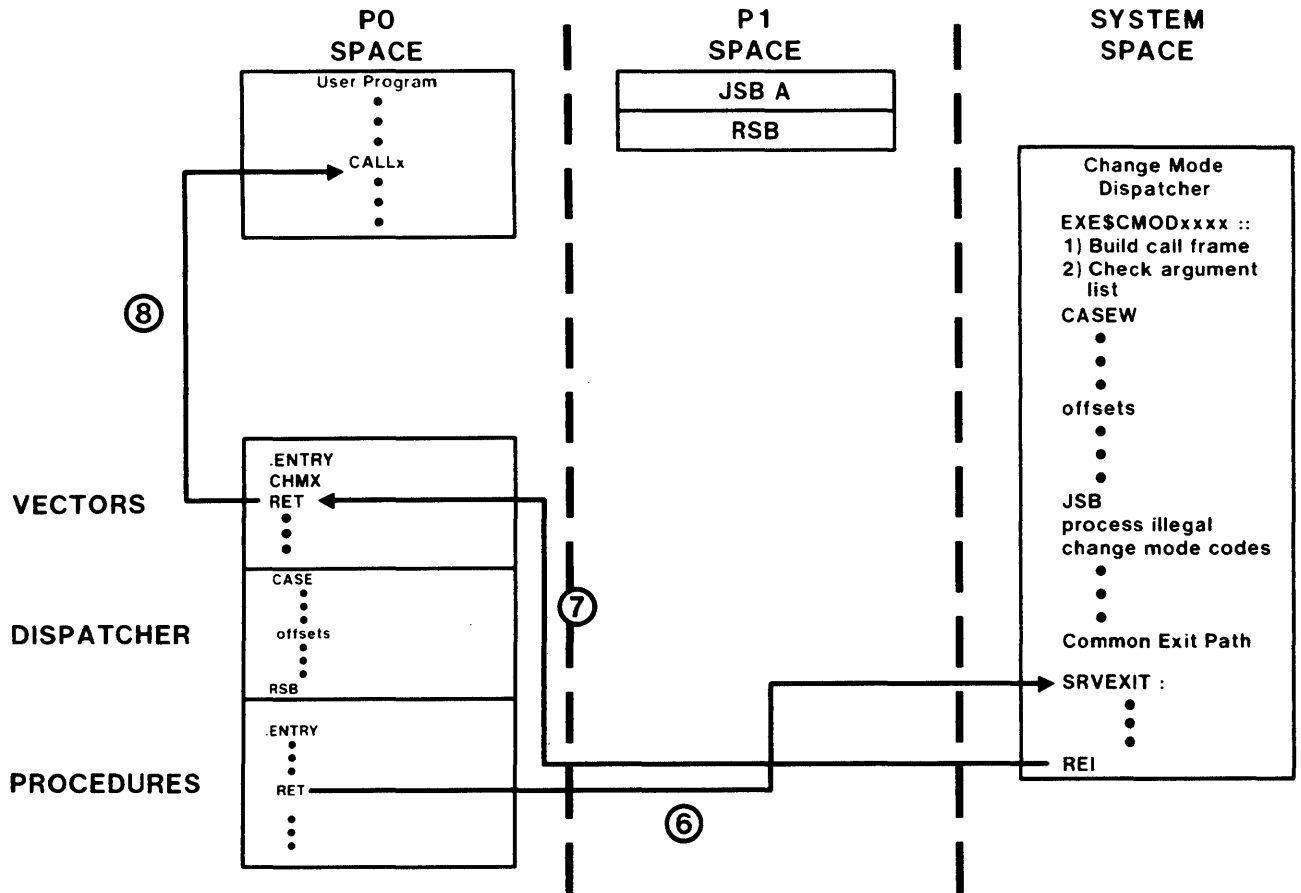 P0
SPACE
P1
SPACE
SYSTEM
SPACE
User Program
CALLx
JSB A
RSB
Change Mode
Dispatcher
EXE$CMODxxxx ::
1) Build call frame
2) Check argument
list
CASEW
offsets
JSB
process illegal
change mode codes
Common Exit Path
SRVEXIT :
REI
8
VECTORS
.ENTRY
CHMX
RET
7
DISPATCHER
CASE
offsets
RSB
PROCEDURES
.ENTRY
RET
6